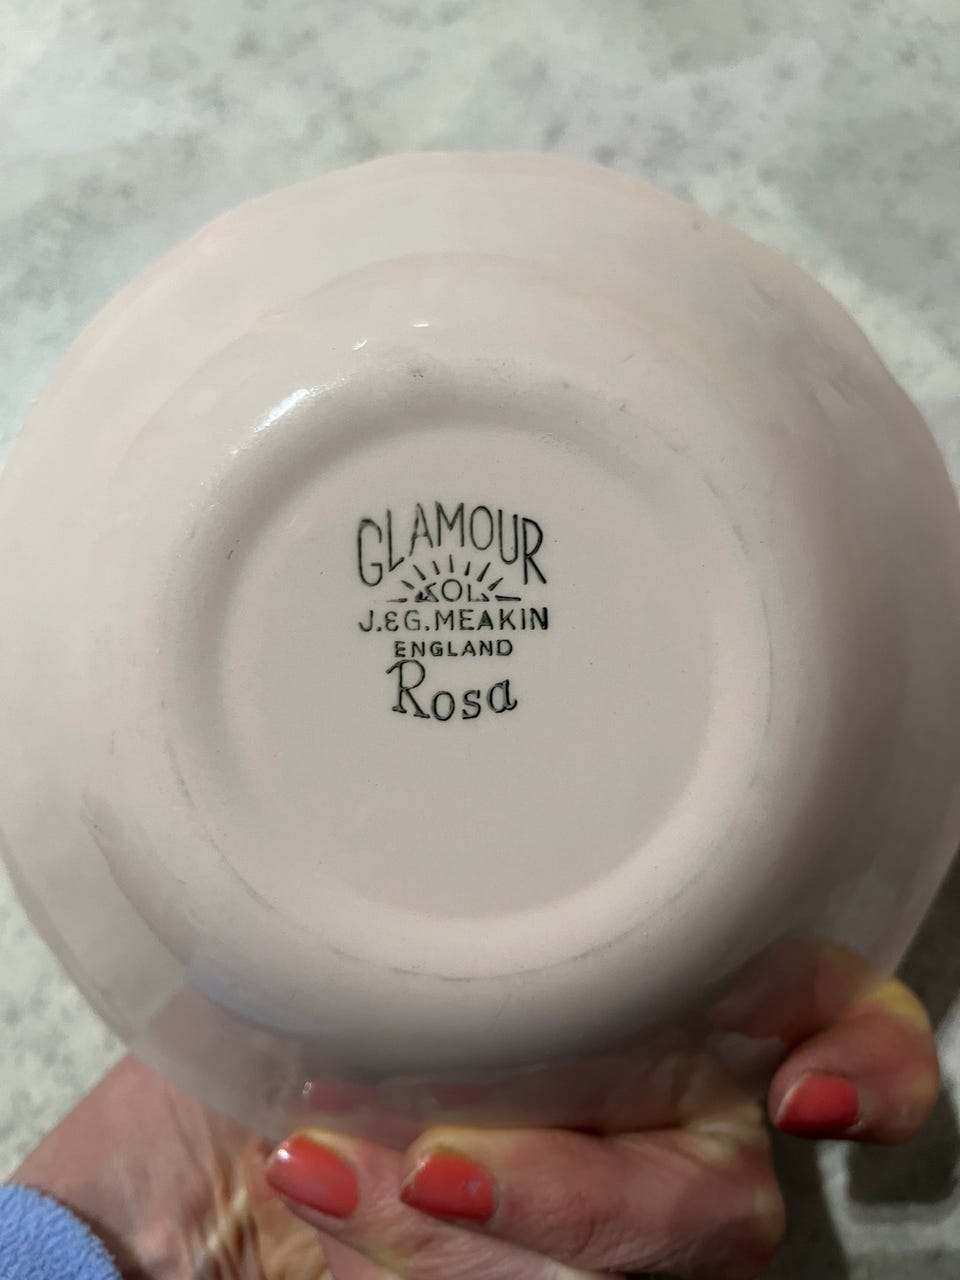 GLAMOUR
SOL
J.&G.MEAKIN
ENGLAND
Rosa